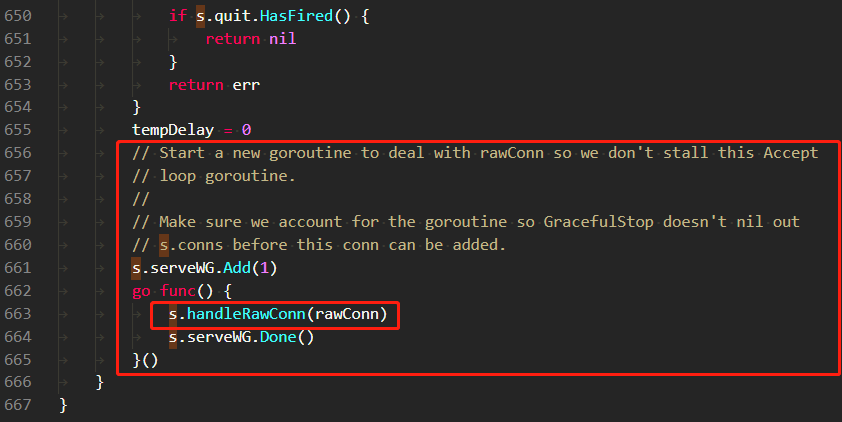 650 if s.quit.HasFired() {
651 return nil
652 }
653 return err
654 }
655 tempDelay = 0
656 // Start a new goroutine to deal with rawConn so we don't stall this Accept
657 // loop goroutine.
658 //
659 // Make sure we account for the goroutine so GracefulStop doesn't nil out
660 // s.conns before this conn can be added.
661 s.serveWG.Add(1)
662 go func() {
663 s.handleRawConn(rawConn)
664 s.serveWG.Done()
665 }()
666 }
667 }